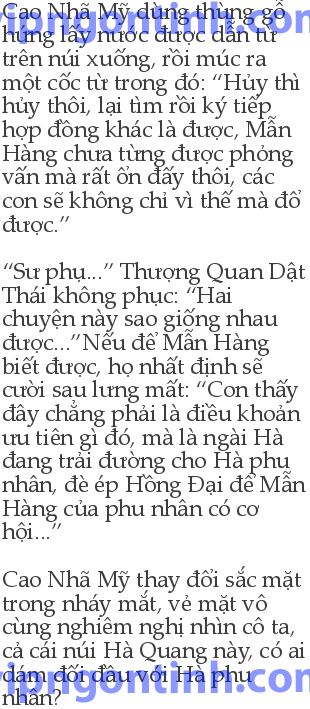 Cao Nhã Mỹ dùng thùng gỗ
hứng lấy nước được dẫn từ
trên núi xuống, rồi múc ra
một cốc từ trong đó: “Hủy thì
hủy thôi, lại tìm rồi ký tiếp
hợp đồng khác là được, Mẫn
Hàng chưa từng được phỏng
vấn mà rất ổn đấy thôi, các
con sẽ không chỉ vì thế mà đổ
được.”
“Sư phụ...” Thượng Quan Dật
Thái không phục: “Hai
chuyện này sao giống nhau
được...”Nếu để Mẫn Hàng
biết được, họ nhất định sẽ
cười sau lưng mất: “Con thấy
đây chẳng phải là điều khoản
ưu tiên gì đó, mà là ngài Hà
đang trải đường cho Hà phu
nhân, đè ép Hồng Đại để Mẫn
Hàng của phu nhân có cơ
hội...”
Cao Nhã Mỹ thay đổi sắc mặt
trong nháy mắt, vẻ mặt vô
cùng nghiêm nghị nhìn cô ta,
cả cái núi Hà Quang này, có ai
dám đối đầu với Hà phu
nhân?